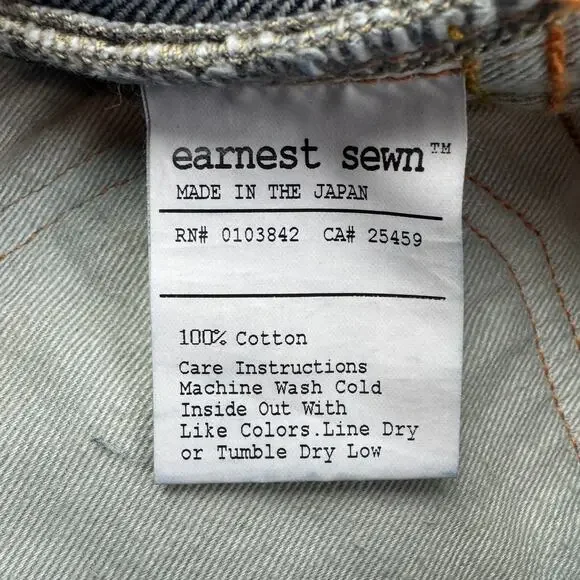 earnest sewn™
MADE IN THE JAPAN
RN# 0103842 CA# 25459
100% Cotton
Care Instructions
Machine Wash Cold
Inside Out With
Like Colors.Line Dry
or Tumble Dry Low